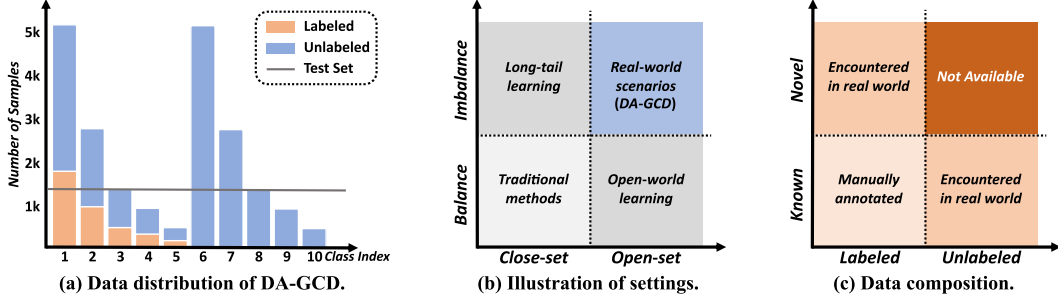 Number of Samples
5k
4k
3k
2k
1k
Labeled
Unlabeled
Test Set
1 2 3 4 5 6 7 8 9 10 Class Index
(a) Data distribution of DA-GCD.
Imbalance
Balance
Long-tail
learning
Real-world
scenarios
(DA-GCD)
Traditional
methods
Open-world
learning
Close-set Open-set
(b) Illustration of settings.
Novel
Known
Encountered
in real world
Not Available
Manually
annotated
Encountered
in real world
Labeled Unlabeled
(c) Data composition.